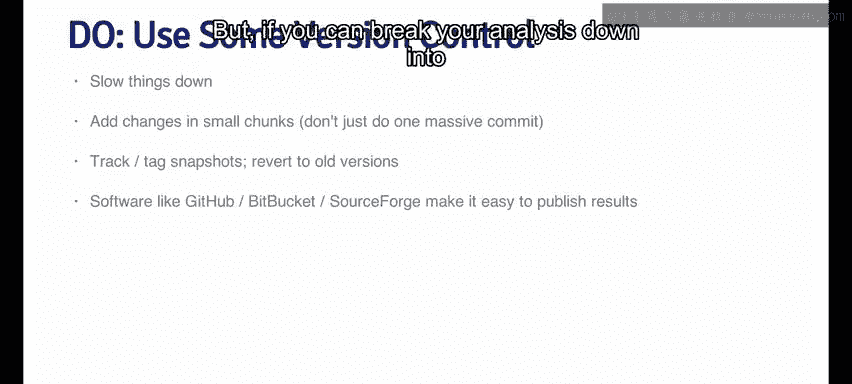 DO: Use Some Version Control
But, if you can break your analysis down
into
· Slow things down
· Add changes in small chunks (don't just do one massive commit)
· Track / tag snapshots; revert to old versions
· Software like GitHub / BitBucket / SourceForge make it easy to publish results